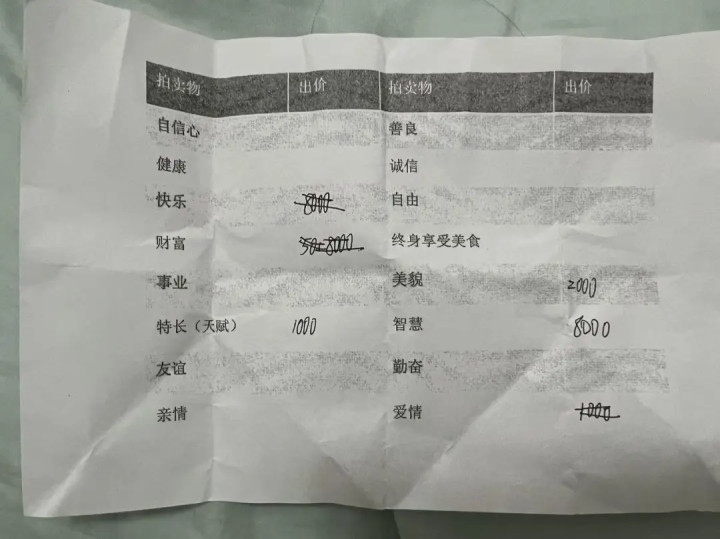 拍卖物 出价 拍卖物 出价
自信心 善良
健康 诚信
快乐 8000 自由
财富 终身享受美食
事业 美貌 2000
特长（天赋） 1000 智慧 8000
友谊 勤奋
亲情 爱情 1000